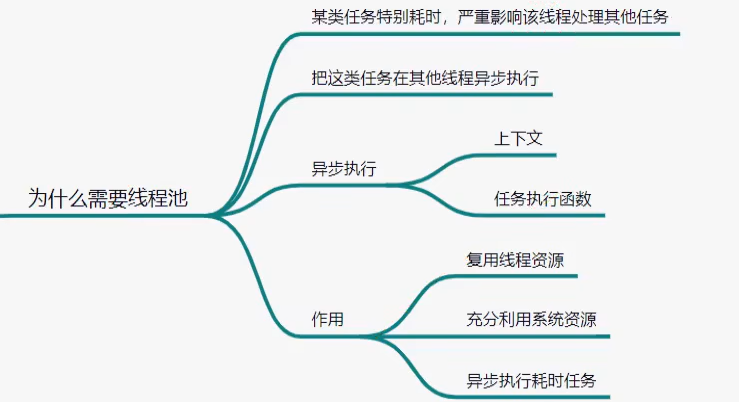 某类任务特别耗时，严重影响该线程处理其他任务
把这类任务在其他线程异步执行
上下文
异步执行
任务执行函数
为什么需要线程池
复用线程资源
作用
充分利用系统资源
异步执行耗时任务